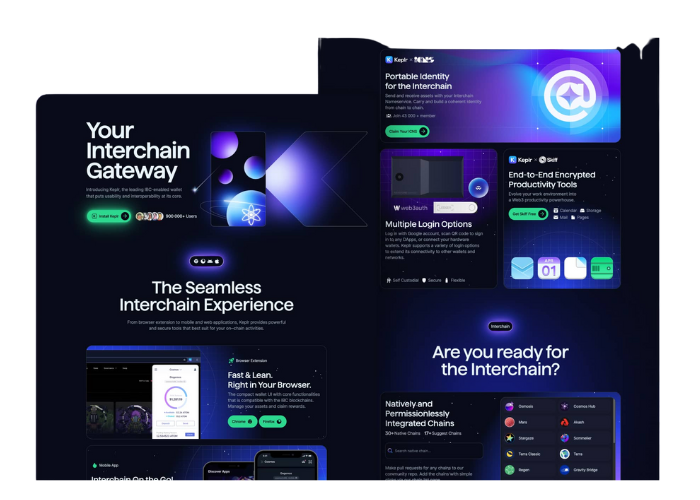 Your
Interchain
Gateway
Introducing Keplr, the leading IBC-enabled wallet
that puts usability and interoperability at its core.
Install Keplr
900 000+ Users
The Seamless
Interchain Experience
From browser extension to mobile and web applications, Keplr provides powerful
and secure tools that best suit for your on-chain activities.
Browser Extension
Fast & Lean.
Right in Your Browser.
The compact wallet UI with core functionalities
that is compatible with the IBC blockchains.
Manage your assets and claim rewards.
Chrome
Firefox
Mobile App
Interchain On the Go!
Discover Apps
Keplr ×
Portable Identity
for the Interchain
Send and receive assets with your interchain
Nameservice. Carry and build a coherent identity
from chain to chain.
Claim Your ICNS
web3auth
Multiple Login Options
Log in with Google account, scan QR code to sign
in to any DApps, or connect your hardware
wallets. Keplr supports a variety of login options
to extend its connectivity to other wallets and
networks.
Self Custodial
Secure
Flexible
Keplr × Skiff
End-to-End Encrypted
Productivity Tools
Evolve your work environment into
a Web3 productivity powerhouse.
Get Skiff Free
Calendar
Storage
Mail
Pages
APR
01
Interchain
Are you ready for
the Interchain?
Natively and
Permissionlessly
Integrated Chains
30+ Native Chains 17+ Suggest Chains
Search native chain...
Make pull requests for any chains to our
community repo. Add the chains with simple
Osmosis
Cosmos Hub
Mars
Akash
Stargaze
Sommelier
Terra Classic
Terra
Regen
Gravity Bridge